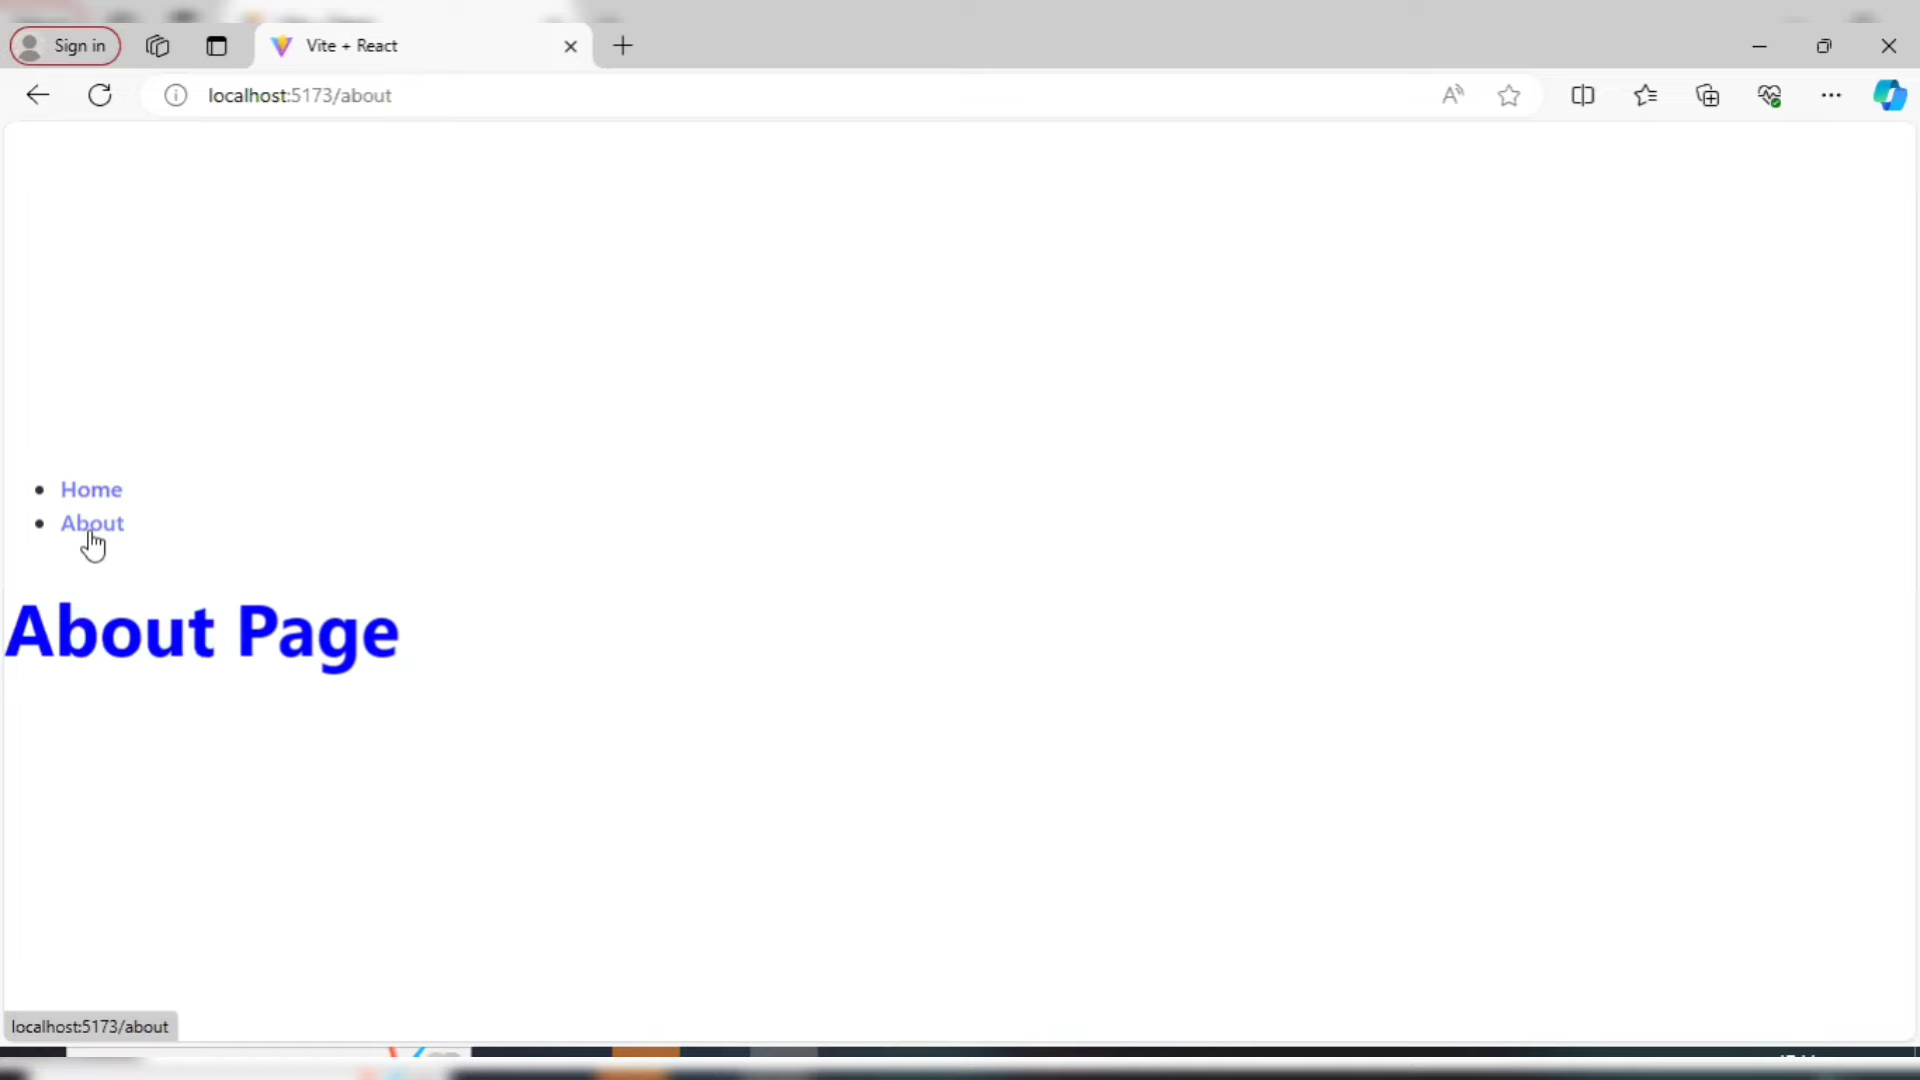 Sign in
Vite + React
localhost:5173/about
Home
About
About Page
localhost:5173/about